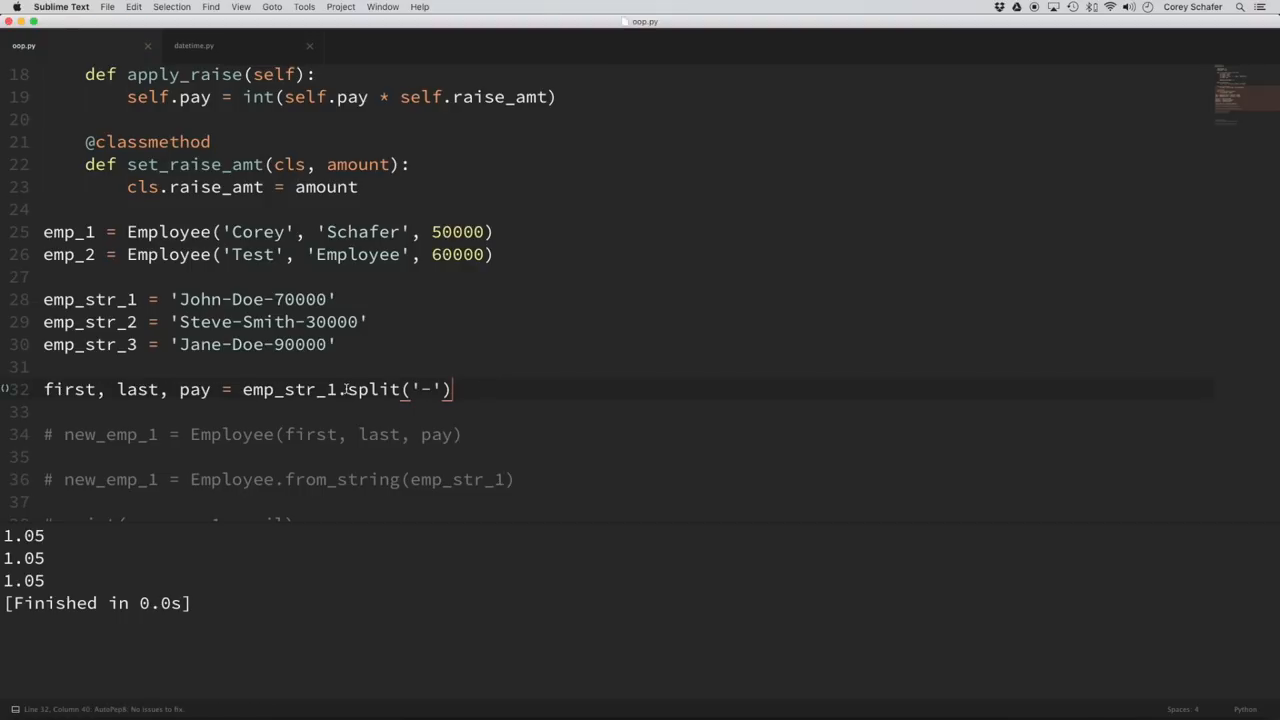 Sublime Text File Edit Selection Find View Goto Tools Project Window Help Corey Schafer
oop.py
oop.py × datetime.py ×
18 def apply_raise(self):
19 self.pay = int(self.pay * self.raise_amt)
20
21 @classmethod
22 def set_raise_amt(cls, amount):
23 cls.raise_amt = amount
24
25 emp_1 = Employee('Corey', 'Schafer', 50000)
26 emp_2 = Employee('Test', 'Employee', 60000)
27
28 emp_str_1 = 'John-Doe-70000'
29 emp_str_2 = 'Steve-Smith-30000'
30 emp_str_3 = 'Jane-Doe-90000'
31
32 first, last, pay = emp_str_1.split('-')
33
34 # new_emp_1 = Employee(first, last, pay)
35
36 # new_emp_1 = Employee.from_string(emp_str_1)
37
1.05
1.05
1.05
[Finished in 0.0s]
Line 32, Column 40; AutoPep8: No issues to fix. Spaces: 4 Python